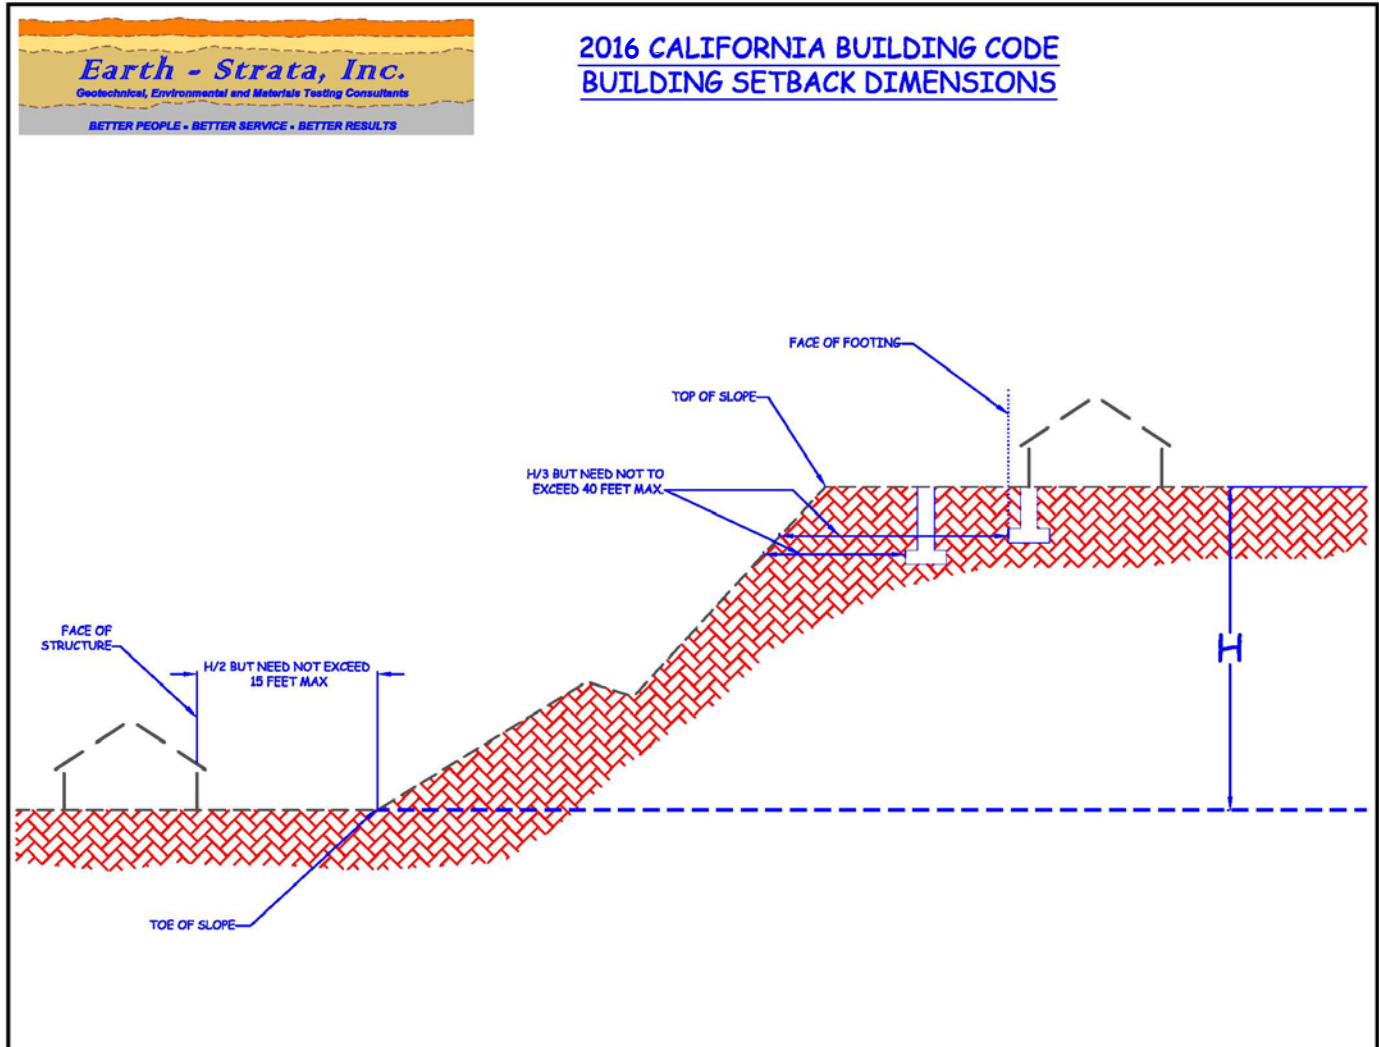 Earth - Strata, Inc.
Geotechnical, Environmental and Materials Testing Consultants
BETTER PEOPLE • BETTER SERVICE • BETTER RESULTS
2016 CALIFORNIA BUILDING CODE
BUILDING SETBACK DIMENSIONS
FACE OF FOOTING
TOP OF SLOPE
H/3 BUT NEED NOT TO
EXCEED 40 FEET MAX.
FACE OF
STRUCTURE
H/2 BUT NEED NOT EXCEED
15 FEET MAX
H
TOE OF SLOPE